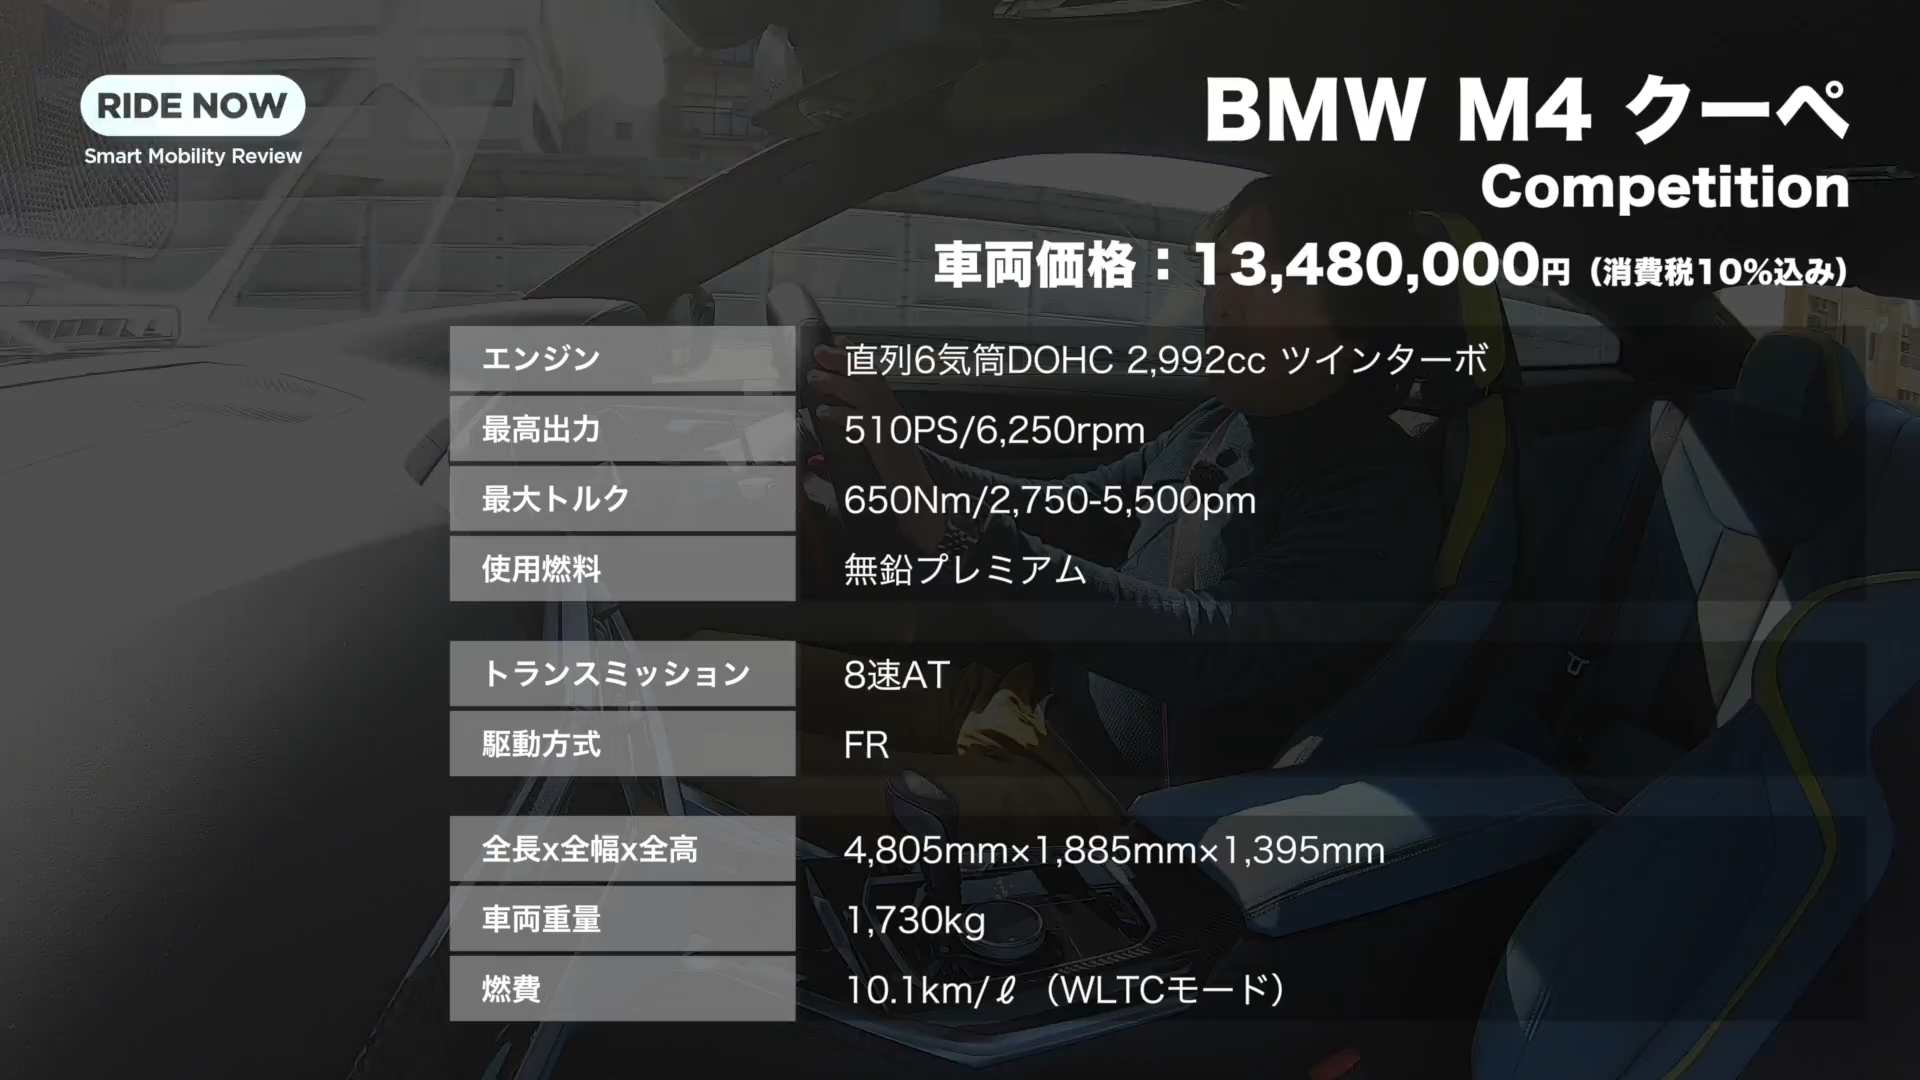 RIDE NOW
Smart Mobility Review
BMW M4 クーペ
Competition
車両価格：13,480,000円（消費税10%込み）
エンジン 直列6気筒DOHC 2,992cc ツインターボ
最高出力 510PS/6,250rpm
最大トルク 650Nm/2,750-5,500pm
使用燃料 無鉛プレミアム
トランスミッション 8速AT
駆動方式 FR
全長x全幅x全高 4,805mm×1,885mm×1,395mm
車両重量 1,730kg
燃費 10.1km/ℓ（WLTCモード）